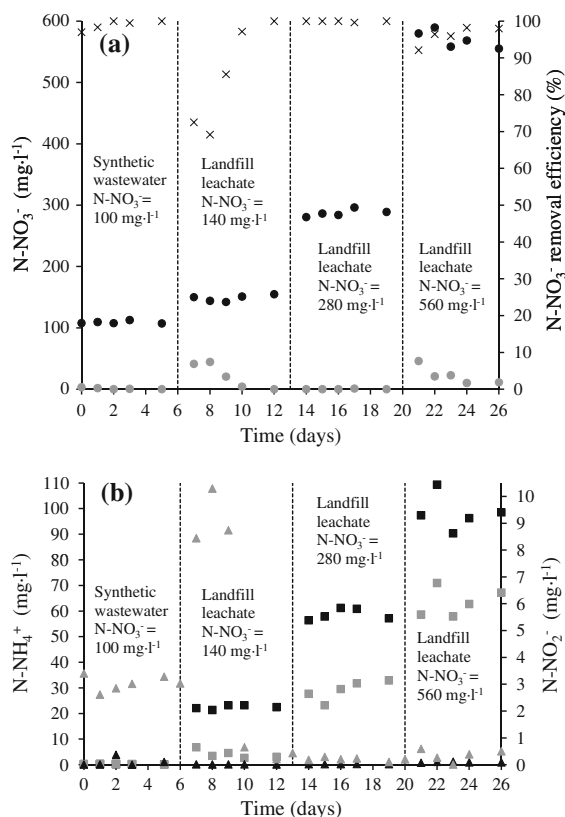 (a)
600
500
400
300
200
100
0
N-NO₃⁻ (mg·l⁻¹)
100
90
80
70
60
50
40
30
20
10
0
N-NO₃⁻ removal efficiency (%)
Synthetic
wastewater
N-NO₃⁻=
100 mg·l⁻¹
Landfill
leachate
N-NO₃⁻=
140 mg·l⁻¹
Landfill
leachate
N-NO₃⁻=
280 mg·l⁻¹
Landfill
leachate
N-NO₃⁻=
560 mg·l⁻¹
0 2 4 6 8 10 12 14 16 18 20 22 24 26
Time (days)
(b)
110
100
90
80
70
60
50
40
30
20
10
0
N-NH₄⁺ (mg·l⁻¹)
10
9
8
7
6
5
4
3
2
1
0
N-NO₂⁻ (mg·l⁻¹)
Synthetic
wastewater
N-NO₃⁻=
100 mg·l⁻¹
Landfill
leachate
N-NO₃⁻=
140 mg·l⁻¹
Landfill
leachate
N-NO₃⁻=
280 mg·l⁻¹
Landfill
leachate
N-NO₃⁻=
560 mg·l⁻¹
0 2 4 6 8 10 12 14 16 18 20 22 24 26
Time (days)